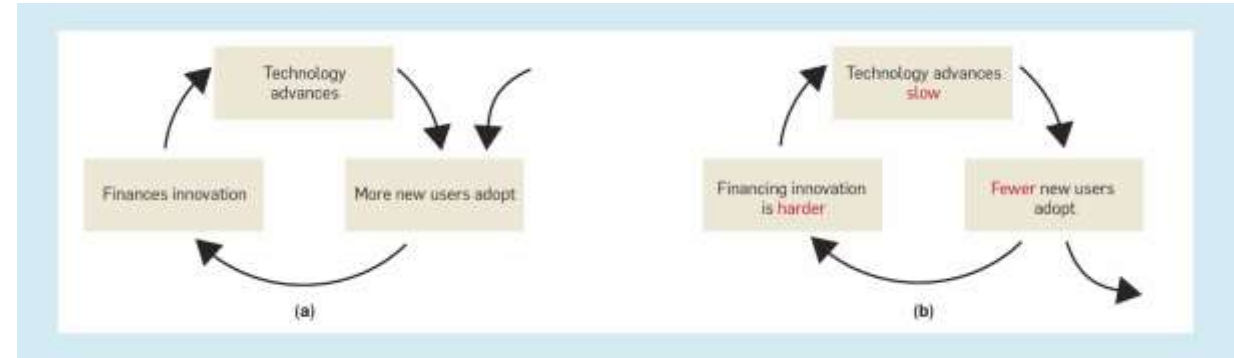 Technology
advances
Finances innovation
More new users adopt
(a)
Technology advances
slow
Financing innovation
is harder
Fewer new users
adopt
(b)